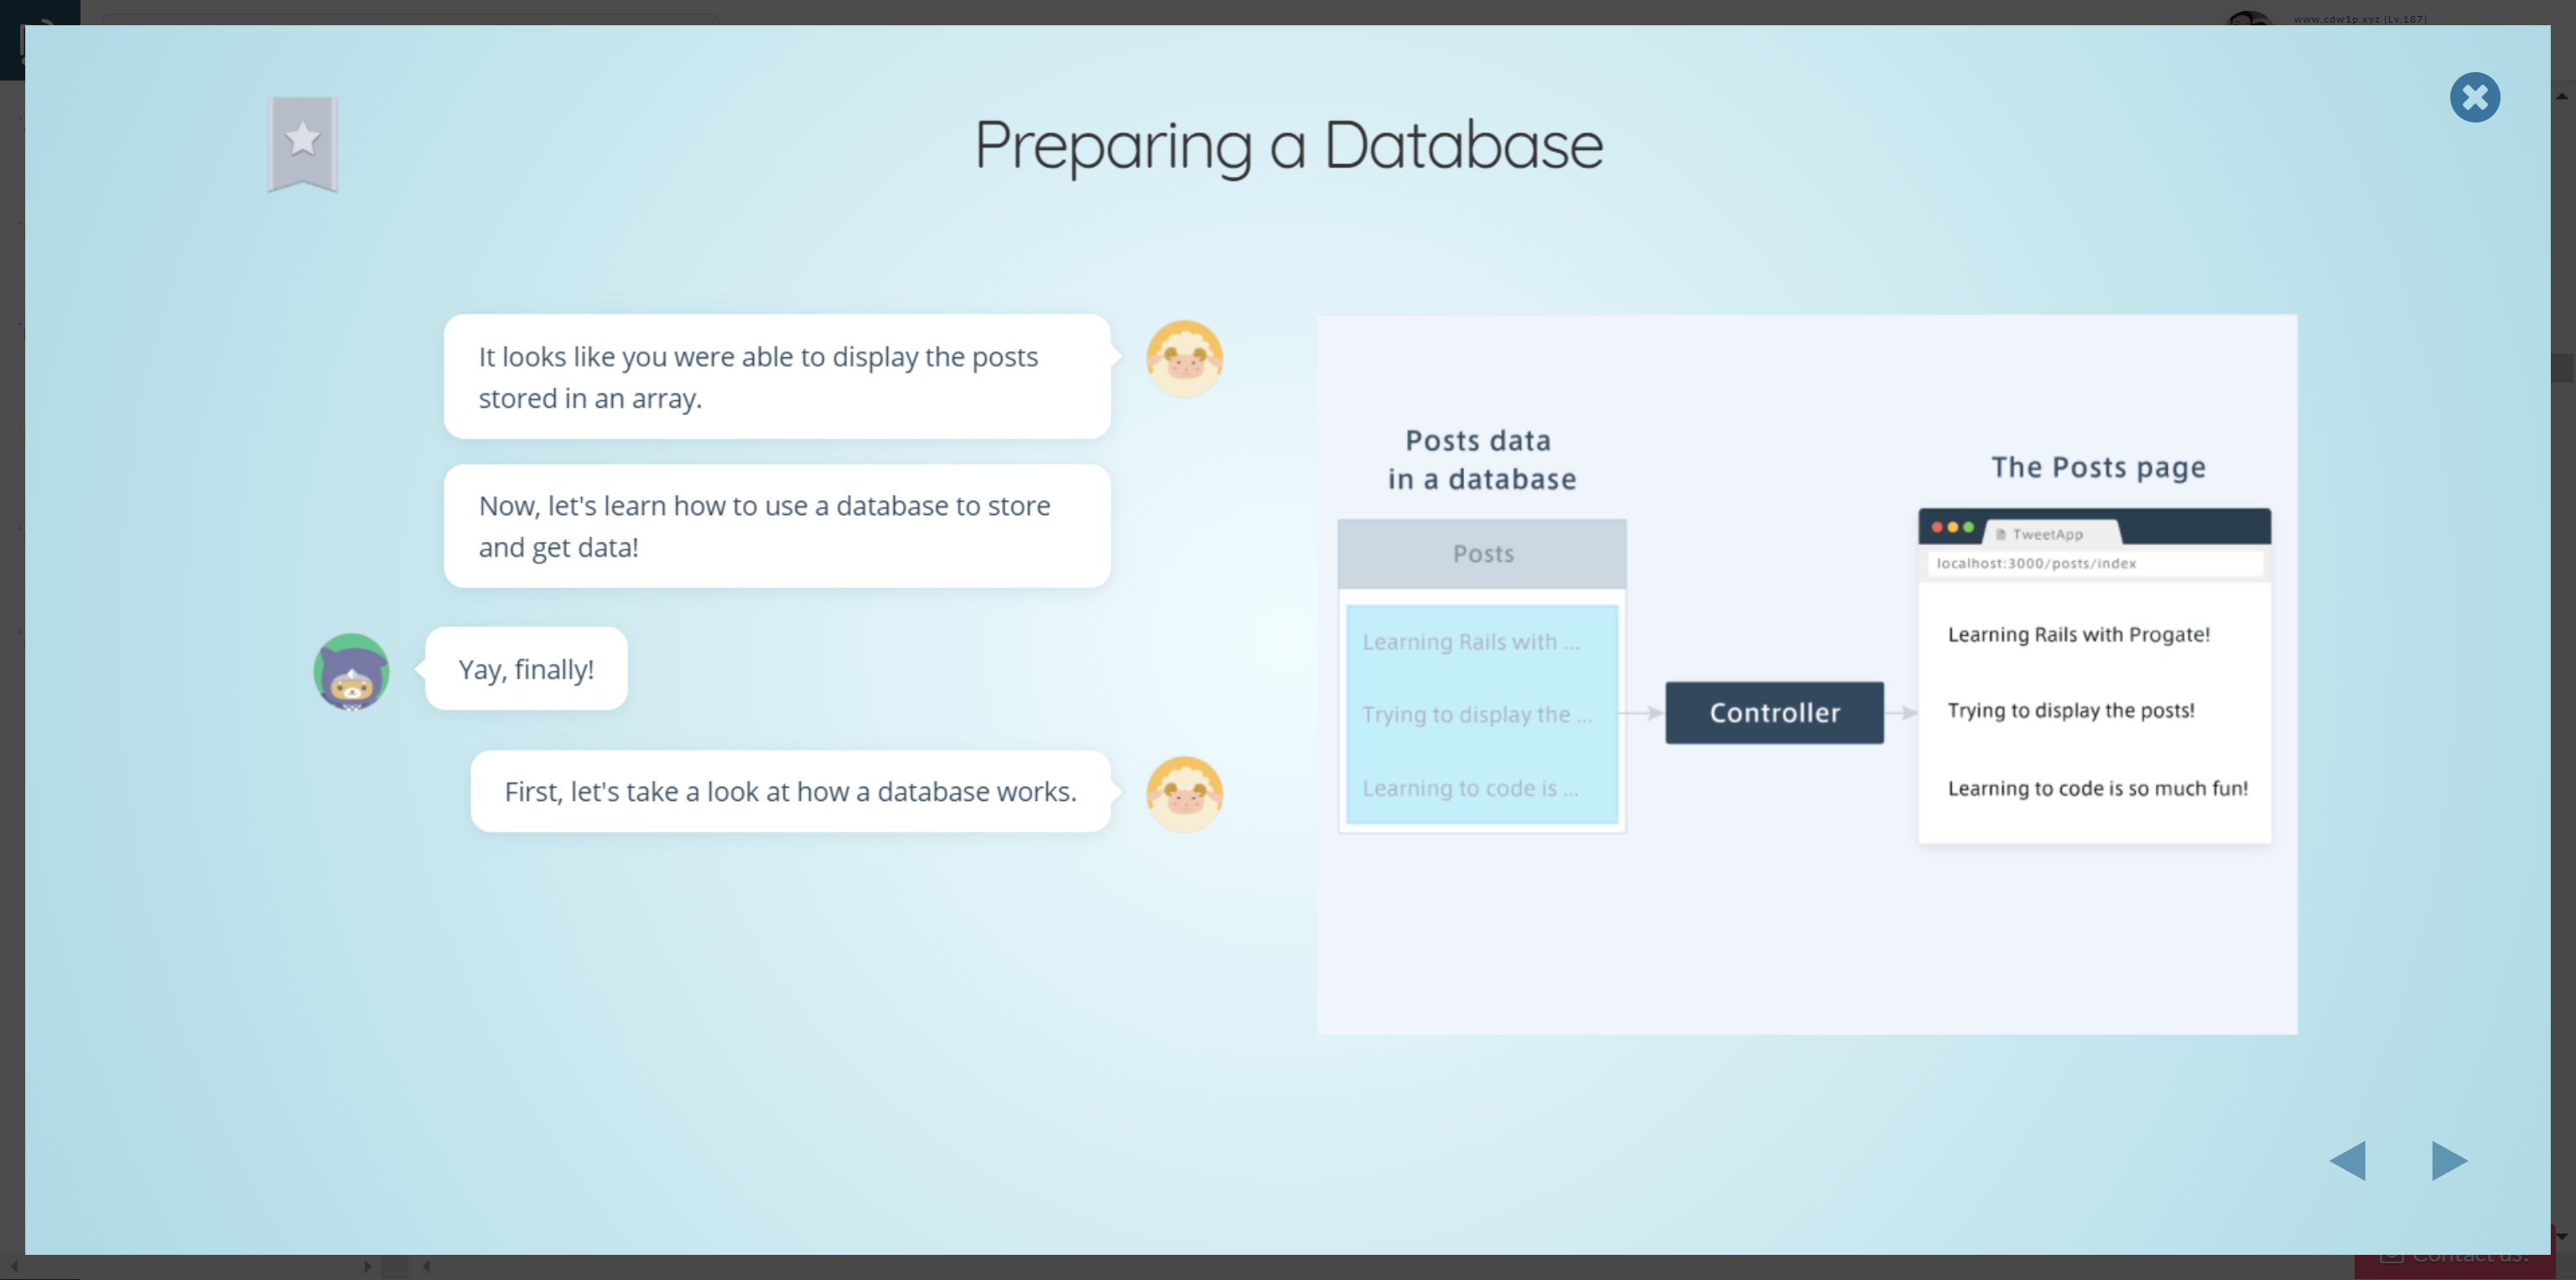 www.cdw1p.xyz (Lv.187)
Preparing a Database
It looks like you were able to display the posts
stored in an array.
Now, let's learn how to use a database to store
and get data!
Yay, finally!
First, let's take a look at how a database works.
Posts data
in a database
Posts
Learning Rails with ...
Trying to display the ...
Learning to code is ...
Controller
The Posts page
TweetApp
localhost:3000/posts/index
Learning Rails with Progate!
Trying to display the posts!
Learning to code is so much fun!
Contact us!